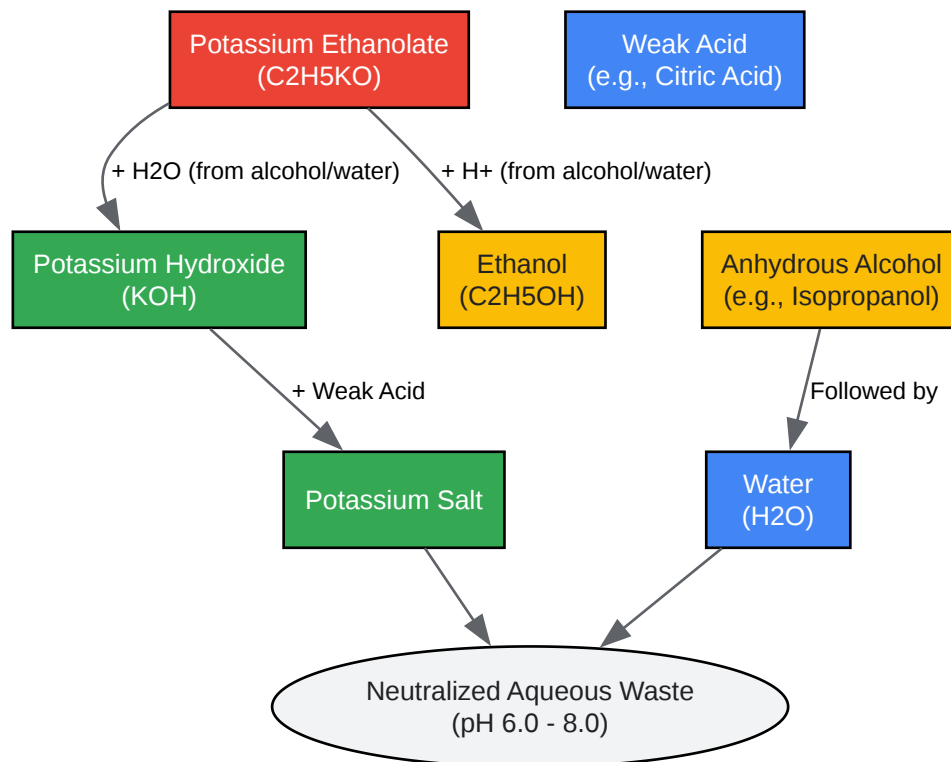 Potassium Ethanolate
(C2H5KO)
Weak Acid
(e.g., Citric Acid)
+ H2O (from alcohol/water)
+ H+ (from alcohol/water)
Potassium Hydroxide
(KOH)
Ethanol
(C2H5OH)
Anhydrous Alcohol
(e.g., Isopropanol)
+ Weak Acid
Followed by
Potassium Salt
Water
(H2O)
Neutralized Aqueous Waste
(pH 6.0 - 8.0)